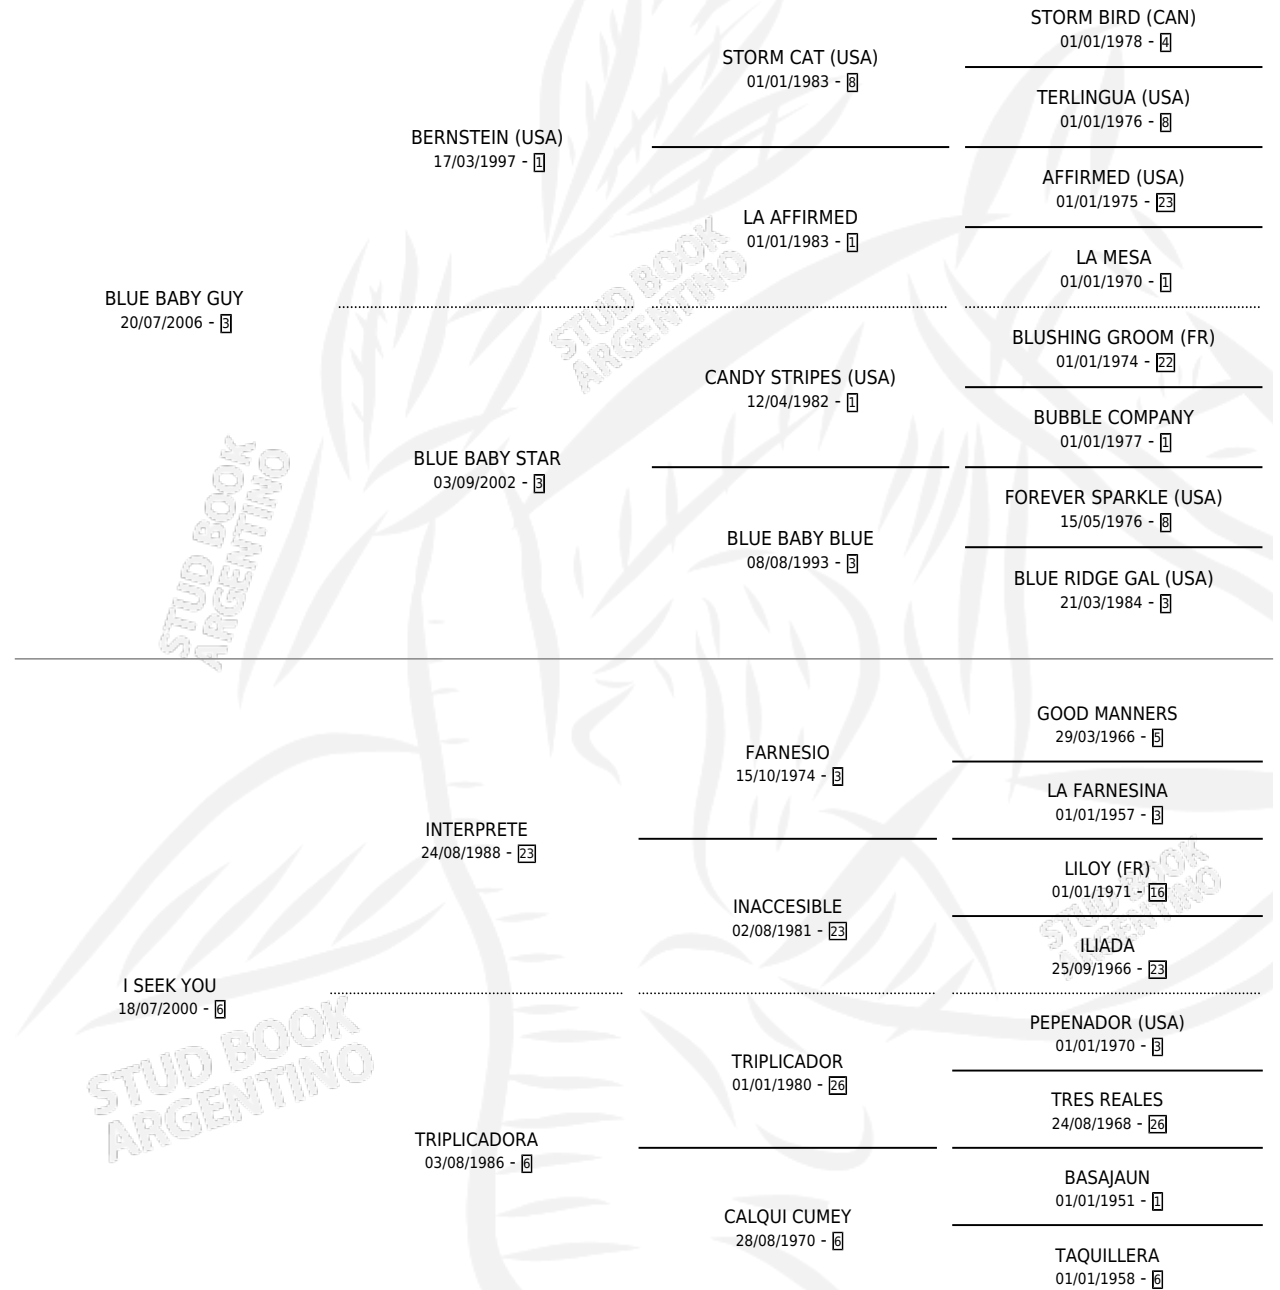 STORM BIRD (CAN)
01/01/1978 - 4
STORM CAT (USA)
01/01/1983 - 8
TERLINGUA (USA)
01/01/1976 - 8
BERNSTEIN (USA)
17/03/1997 - 1
AFFIRMED (USA)
01/01/1975 - 23
LA AFFIRMED
01/01/1983 - 1
LA MESA
01/01/1970 - 1
BLUE BABY GUY
20/07/2006 - 3
BLUSHING GROOM (FR)
01/01/1974 - 22
CANDY STRIPES (USA)
12/04/1982 - 1
BUBBLE COMPANY
01/01/1977 - 1
BLUE BABY STAR
03/09/2002 - 3
FOREVER SPARKLE (USA)
15/05/1976 - 8
BLUE BABY BLUE
08/08/1993 - 3
BLUE RIDGE GAL (USA)
21/03/1984 - 3
GOOD MANNERS
29/03/1966 - 5
FARNESIO
15/10/1974 - 3
LA FARNESINA
01/01/1957 - 3
INTERPRETE
24/08/1988 - 23
LILOY (FR)
01/01/1971 - 16
INACCESIBLE
02/08/1981 - 23
ILIADA
25/09/1966 - 23
I SEEK YOU
18/07/2000 - 6
PEPENADOR (USA)
01/01/1970 - 3
TRIPLICADOR
01/01/1980 - 26
TRES REALES
24/08/1968 - 26
TRIPLICADORA
03/08/1986 - 6
BASAJAUN
01/01/1951 - 1
CALQUI CUMEY
28/08/1970 - 6
TAQUILLERA
01/01/1958 - 6
STUD BOOK
ARGENTINO
STUD BOOK
ARGENTINO
STUD BOOK
ARGENTINO
STUD BOOK
ARGENTINO